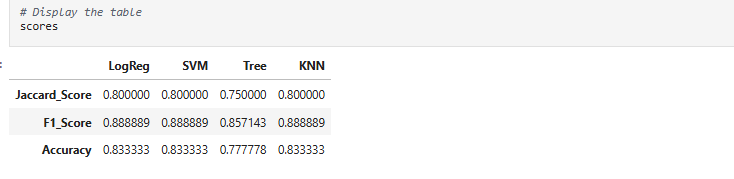 # Display the table
scores
:
LogReg SVM Tree KNN
Jaccard_Score 0.800000 0.800000 0.750000 0.800000
F1_Score 0.888889 0.888889 0.857143 0.888889
Accuracy 0.833333 0.833333 0.777778 0.833333